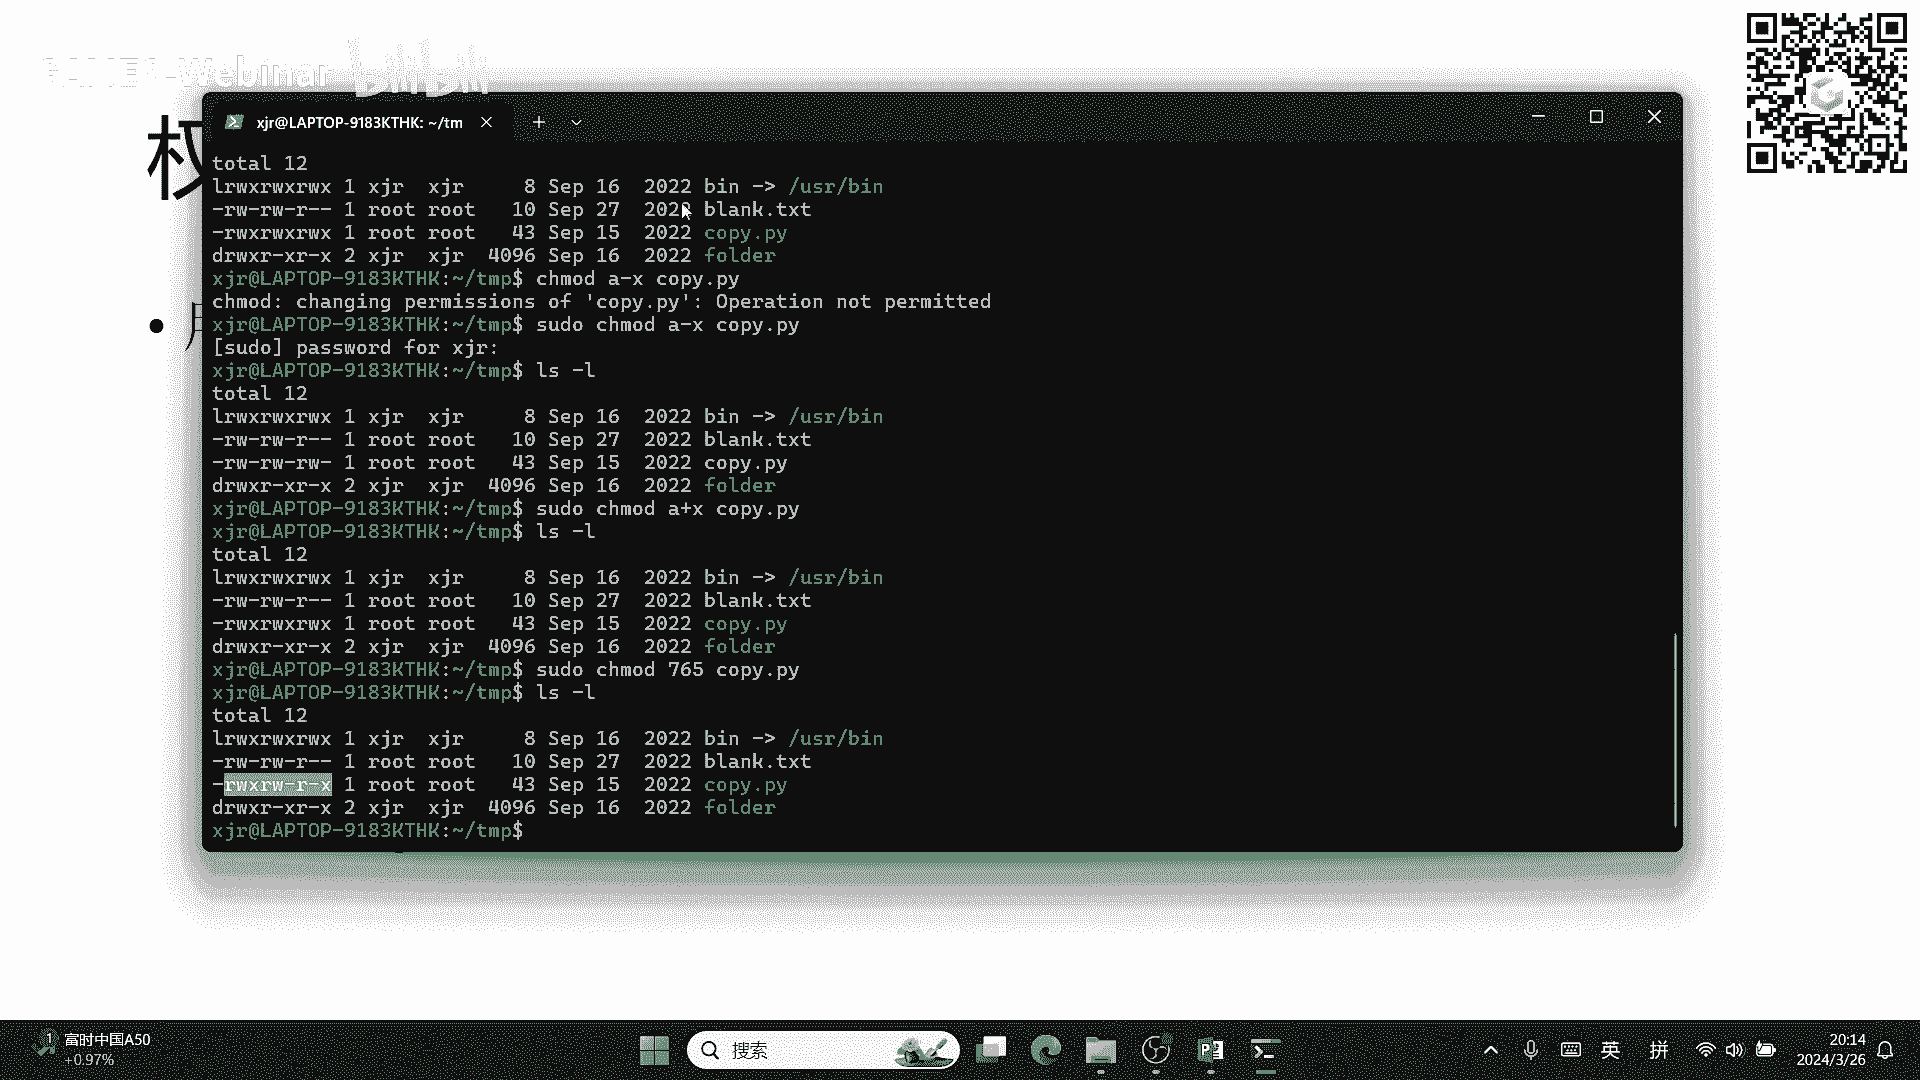 -Webinar
权
xjr@LAPTOP-9183KTHK: ~/tm
total 12
lrwxrwxrwx 1 xjr  xjr     8 Sep 16  2022 bin -> /usr/bin
-rw-rw-r-- 1 root root   10 Sep 27  2022 blank.txt
-rwxrwxrwx 1 root root   43 Sep 15  2022 copy.py
drwxr-xr-x 2 xjr  xjr  4096 Sep 16  2022 folder
xjr@LAPTOP-9183KTHK:~/tmp$ chmod a-x copy.py
chmod: changing permissions of 'copy.py': Operation not permitted
xjr@LAPTOP-9183KTHK:~/tmp$ sudo chmod a-x copy.py
[sudo] password for xjr:
xjr@LAPTOP-9183KTHK:~/tmp$ ls -l
total 12
lrwxrwxrwx 1 xjr  xjr     8 Sep 16  2022 bin -> /usr/bin
-rw-rw-r-- 1 root root   10 Sep 27  2022 blank.txt
-rw-rw-rw- 1 root root   43 Sep 15  2022 copy.py
drwxr-xr-x 2 xjr  xjr  4096 Sep 16  2022 folder
xjr@LAPTOP-9183KTHK:~/tmp$ sudo chmod a+x copy.py
xjr@LAPTOP-9183KTHK:~/tmp$ ls -l
total 12
lrwxrwxrwx 1 xjr  xjr     8 Sep 16  2022 bin -> /usr/bin
-rw-rw-r-- 1 root root   10 Sep 27  2022 blank.txt
-rwxrwxrwx 1 root root   43 Sep 15  2022 copy.py
drwxr-xr-x 2 xjr  xjr  4096 Sep 16  2022 folder
xjr@LAPTOP-9183KTHK:~/tmp$ sudo chmod 765 copy.py
xjr@LAPTOP-9183KTHK:~/tmp$ ls -l
total 12
lrwxrwxrwx 1 xjr  xjr     8 Sep 16  2022 bin -> /usr/bin
-rw-rw-r-- 1 root root   10 Sep 27  2022 blank.txt
-rwxrw-r-x 1 root root   43 Sep 15  2022 copy.py
drwxr-xr-x 2 xjr  xjr  4096 Sep 16  2022 folder
xjr@LAPTOP-9183KTHK:~/tmp$
1
富时中国A50
+0.97%
搜索
英
拼
20:14
2024/3/26